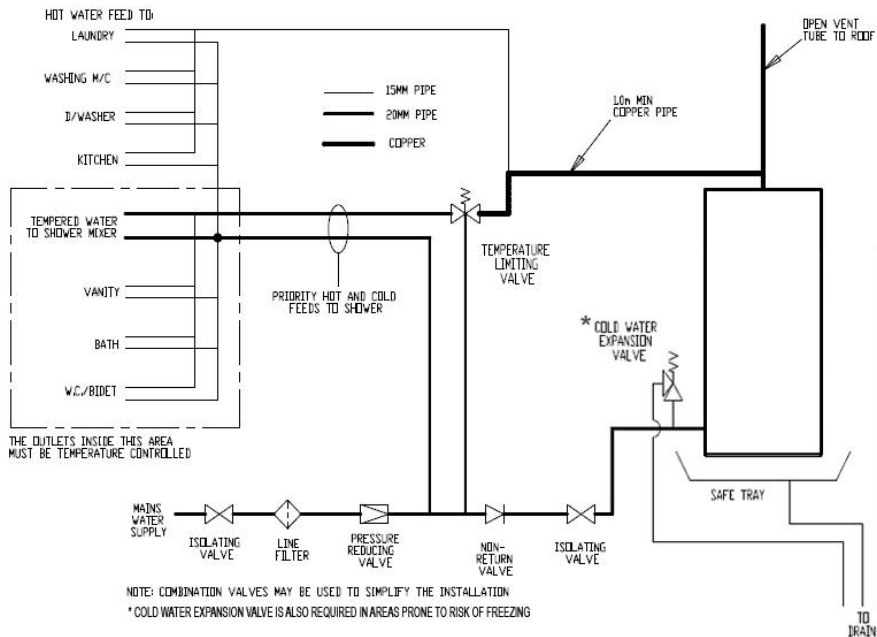 HOT WATER FEED TO:
LAUNDRY
WASHING M/C
D/WASHER
KITCHEN
15MM PIPE
20MM PIPE
COPPER
1.0m MIN
COPPER PIPE
OPEN VENT
TUBE TO ROOF
TEMPERED WATER
TO SHOWER MIXER
VANITY
BATH
W.C./BIDET
PRIORITY HOT AND COLD
FEEDS TO SHOWER
TEMPERATURE
LIMITING
VALVE
* COLD WATER
EXPANSION
VALVE
THE OUTLETS INSIDE THIS AREA
MUST BE TEMPERATURE CONTROLLED
SAFE TRAY
MAINS
WATER
SUPPLY
ISOLATING
VALVE
LINE
FILTER
PRESSURE
REDUCING
VALVE
NON-
RETURN
VALVE
ISOLATING
VALVE
TO
DRAIN
NOTE: COMBINATION VALVES MAY BE USED TO SIMPLIFY THE INSTALLATION
* COLD WATER EXPANSION VALVE IS ALSO REQUIRED IN AREAS PRONE TO RISK OF FREEZING